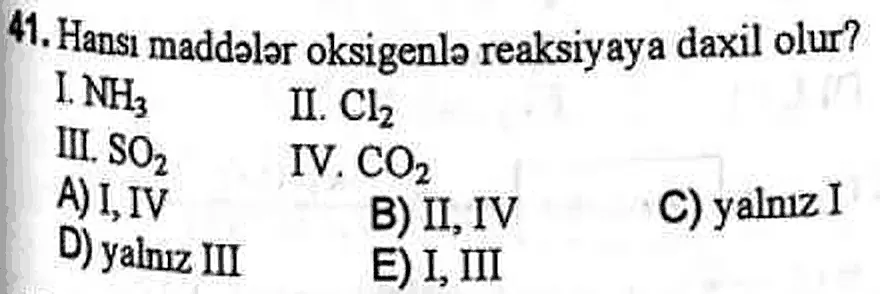 41. Hansı maddələr oksigenlə reaksiyaya daxil olur?
I. NH₃ II. Cl₂
III. SO₂ IV. CO₂
A) I, IV B) II, IV C) yalnız I
D) yalnız III E) I, III